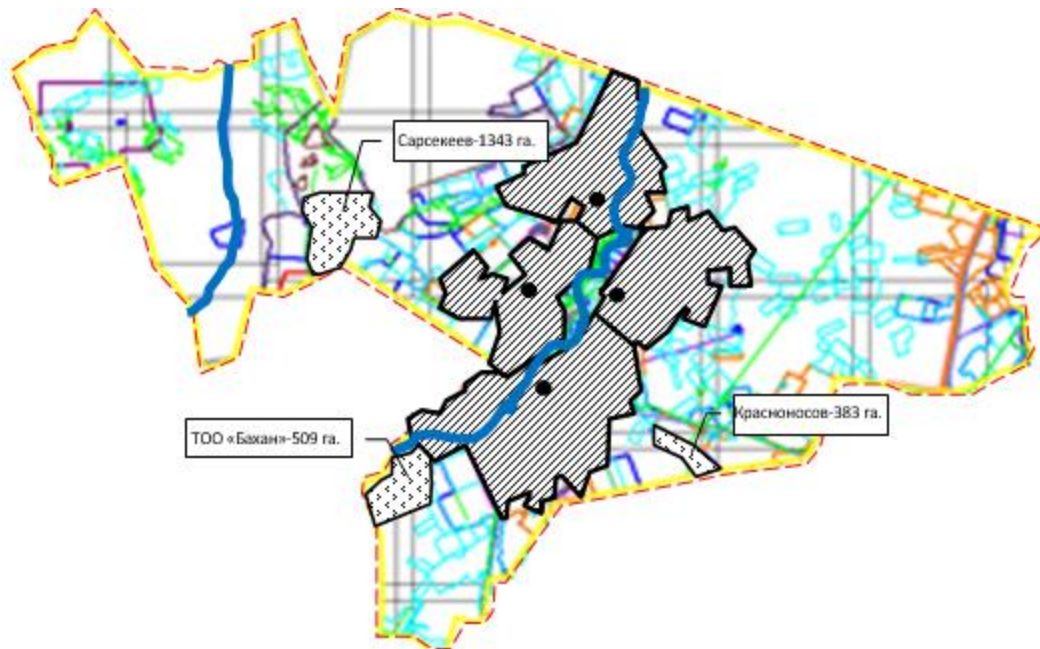 Сарсекеев-1343 га.
Красноносов-383 га.
ТОО «Бахан»-509 га.